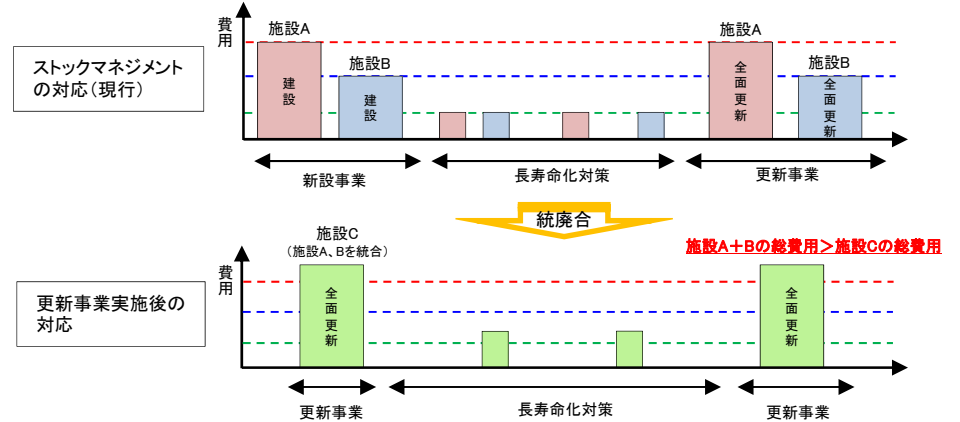 費用
施設A
施設B
施設A
施設B
ストックマネジメント
の対応(現行)
建設
建設
全面更新
全面更新
新設事業
長寿命化対策
更新事業
統廃合
施設C
(施設A、Bを統合)
施設A+Bの総費用>施設Cの総費用
費用
更新事業実施後の
対応
全面更新
全面更新
更新事業
長寿命化対策
更新事業